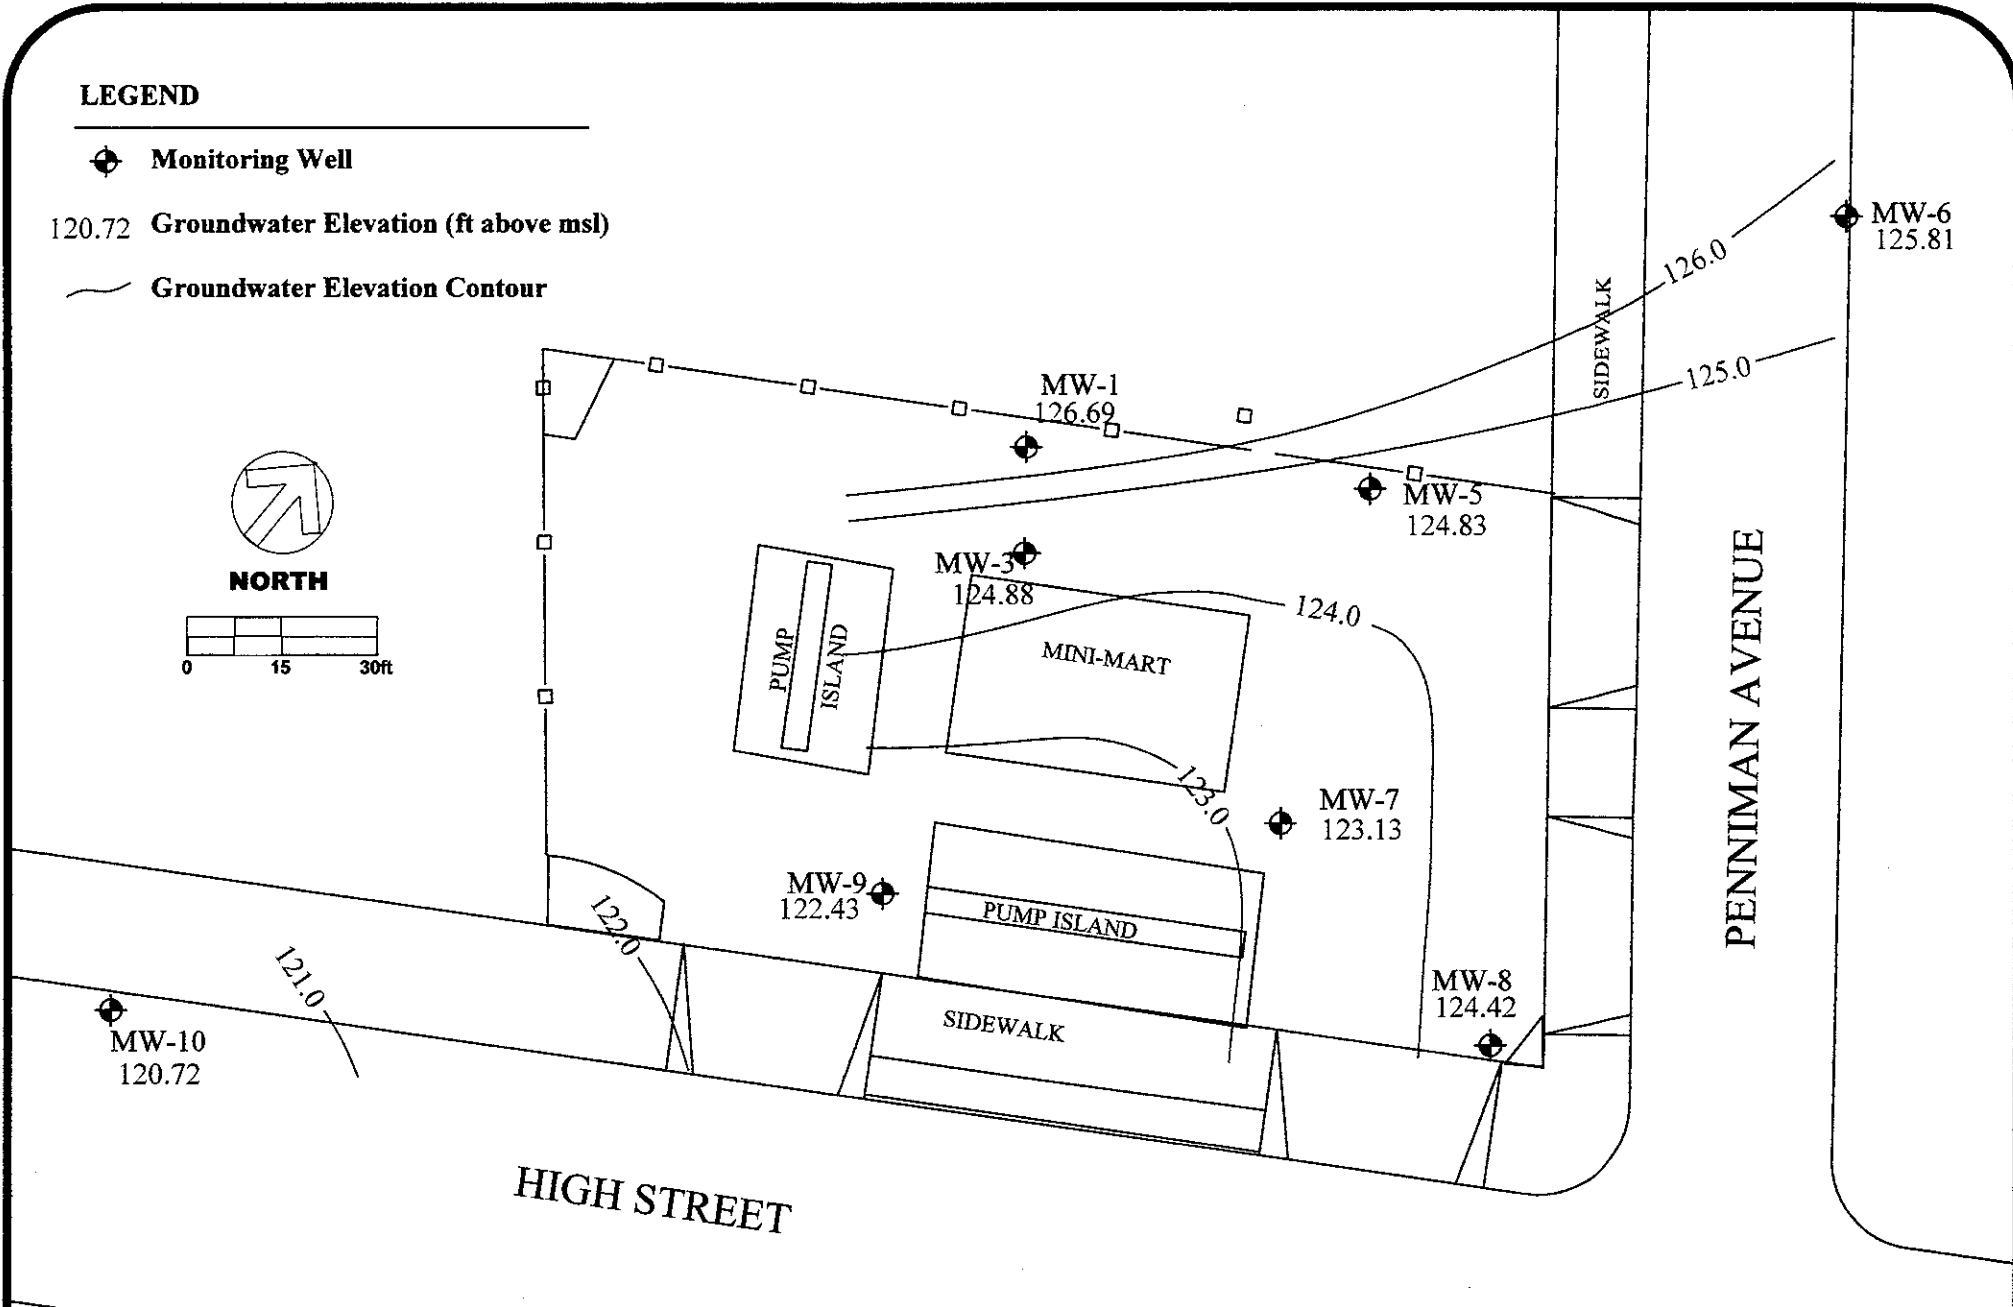 LEGEND
Monitoring Well
120.72 Groundwater Elevation (ft above msl)
Groundwater Elevation Contour
NORTH
0 15 30ft
MW-1
126.69
MW-6
125.81
126.0
125.0
SIDEWALK
MW-5
124.83
MW-3
124.88
124.0
PUMP
ISLAND
MINI-MART
123.0
MW-7
123.13
MW-9
122.43
PUMP ISLAND
122.0
121.0
MW-8
124.42
SIDEWALK
MW-10
120.72
PENNIMAN AVENUE
HIGH STREET